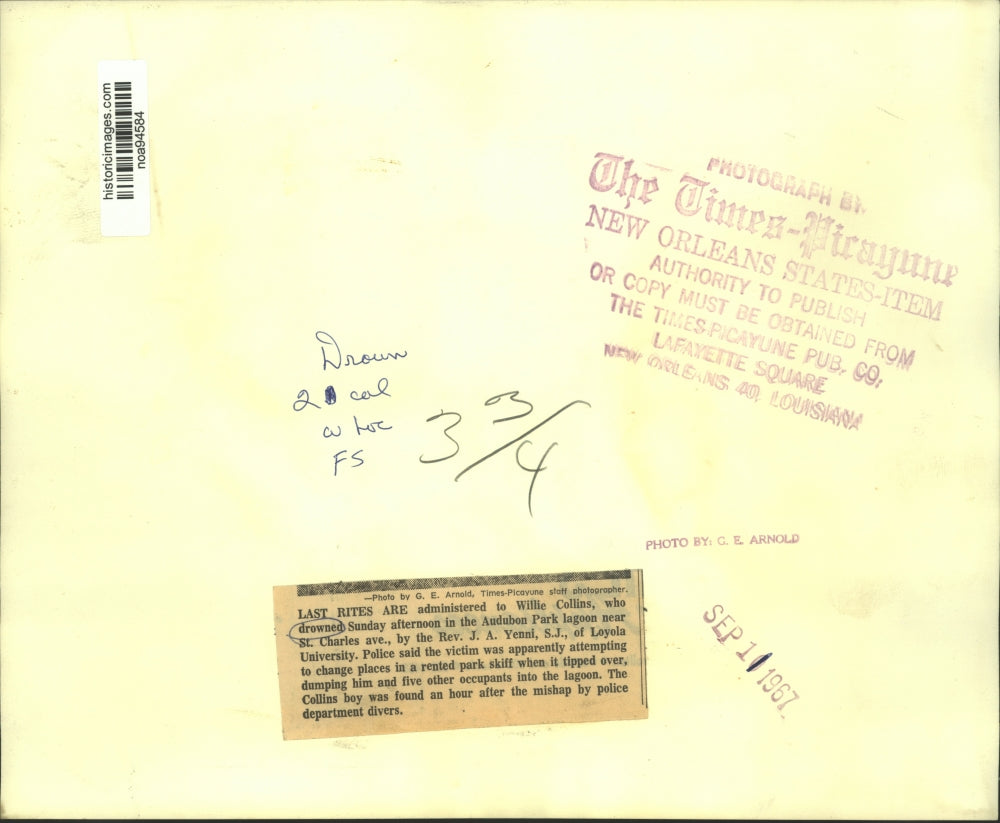 historicimages.com
noa94584
PHOTOGRAPH BY
The Times-Picayune
NEW ORLEANS STATES-ITEM
AUTHORITY TO PUBLISH
OR COPY MUST BE OBTAINED FROM
THE TIMES-PICAYUNE PUB. CO.
LAFAYETTE SQUARE
NEW ORLEANS 40, LOUISIANA
Drown
2 col
w loc
FS
3 3/4
PHOTO BY: G. E. ARNOLD
—Photo by G. E. Arnold, Times-Picayune staff photographer.
LAST RITES ARE administered to Willie Collins, who
drowned Sunday afternoon in the Audubon Park lagoon near
St. Charles ave., by the Rev. J. A. Yenni, S.J., of Loyola
University. Police said the victim was apparently attempting
to change places in a rented park skiff when it tipped over,
dumping him and five other occupants into the lagoon. The
Collins boy was found an hour after the mishap by police
department divers.
SEP 1 1967